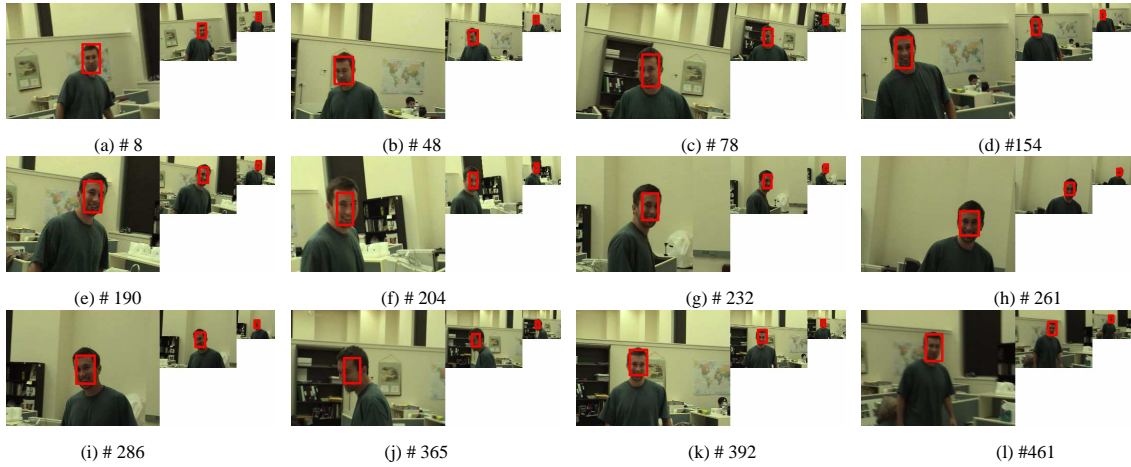 (a) # 8
(b) # 48
(c) # 78
(d) #154
(e) # 190
(f) # 204
(g) # 232
(h) # 261
(i) # 286
(j) # 365
(k) # 392
(l) #461